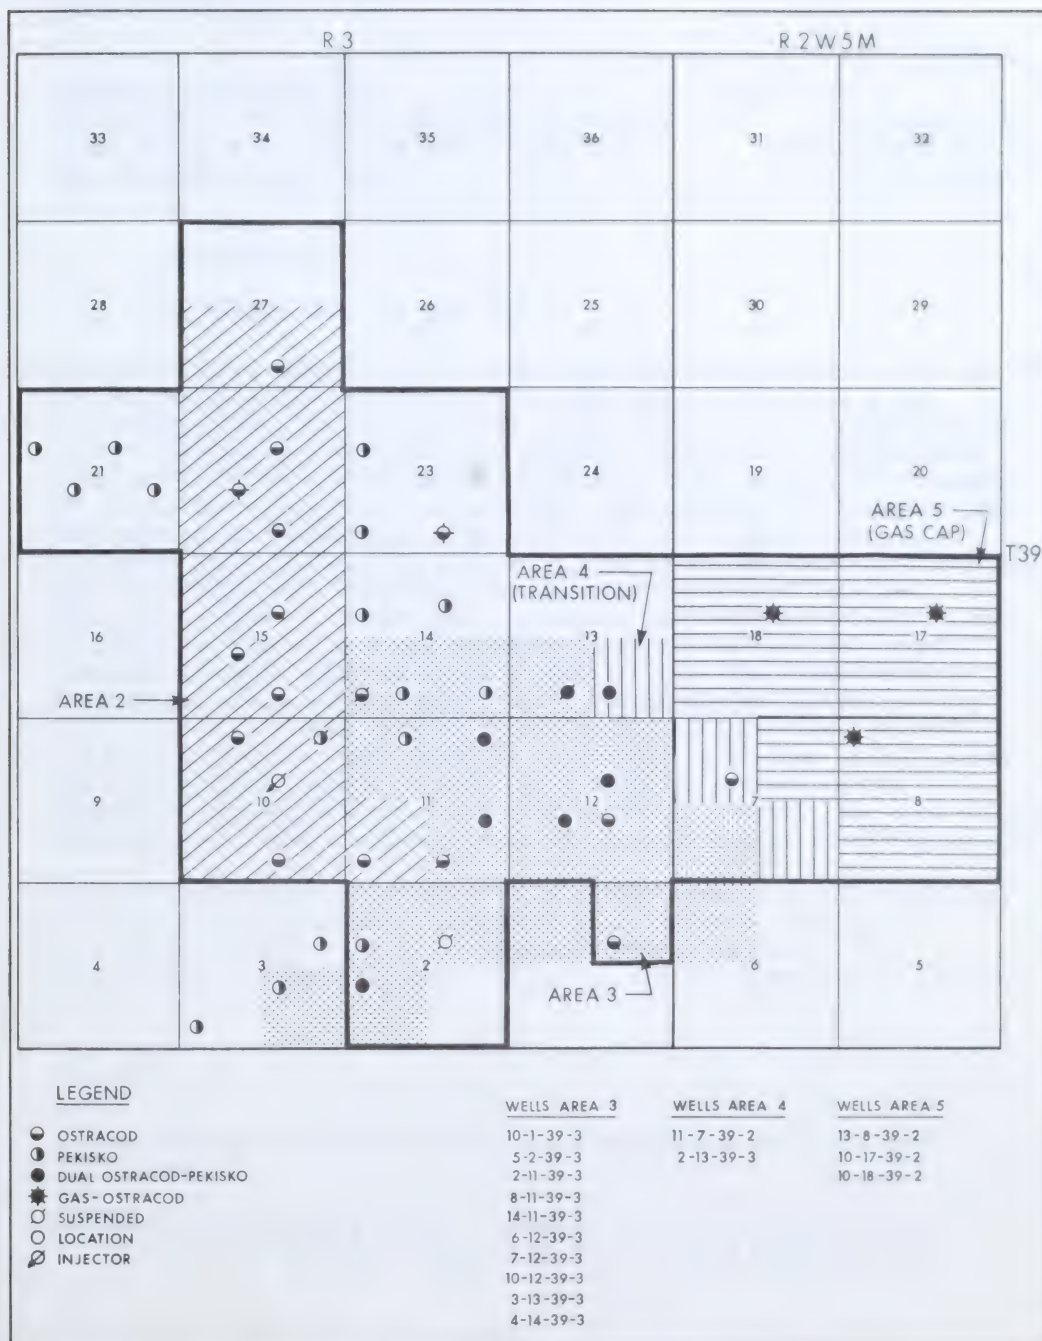 R 3 R 2 W 5 M
33 34 35 36 31 32
28 27 26 25 30 29
21 23 24 19 20
AREA 5
(GAS CAP)
T39
AREA 4
(TRANSITION)
16 15 14 13 18 17
AREA 2
9 10 11 12 7 8
4 3 2 6 5
AREA 3
LEGEND
OSTRACOD
PEKISKO
DUAL OSTRACOD-PEKISKO
GAS-OSTRACOD
SUSPENDED
LOCATION
INJECTOR
WELLS AREA 3
10-1-39-3
5-2-39-3
2-11-39-3
8-11-39-3
14-11-39-3
6-12-39-3
7-12-39-3
10-12-39-3
3-13-39-3
4-14-39-3
WELLS AREA 4
11-7-39-2
2-13-39-3
WELLS AREA 5
13-8-39-2
10-17-39-2
10-18-39-2